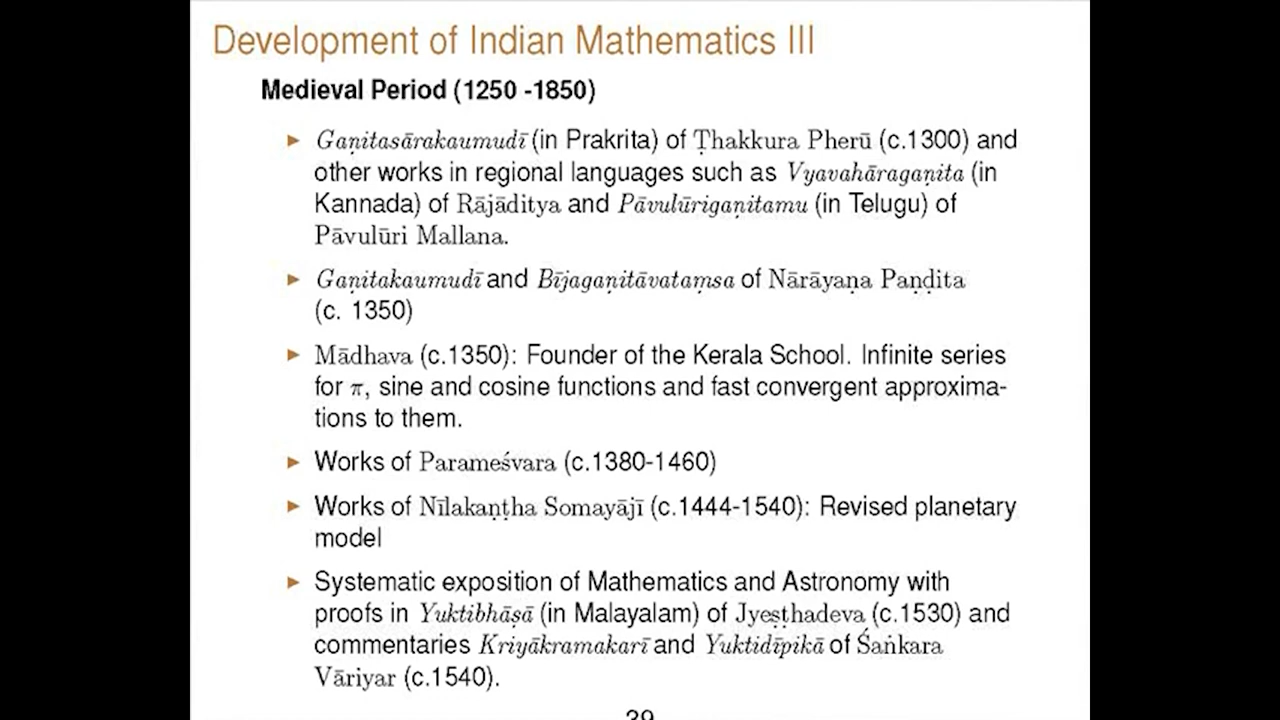 Development of Indian Mathematics III
Medieval Period (1250 -1850)
► Gaṇitasārakaumudī (in Prakrita) of Ṭhakkura Pherū (c.1300) and
other works in regional languages such as Vyavahāragaṇita (in
Kannada) of Rājāditya and Pāvulūrigaṇitamu (in Telugu) of
Pāvulūri Mallana.
► Gaṇitakaumudī and Bījagaṇitāvataṃsa of Nārāyaṇa Paṇḍita
(c. 1350)
► Mādhava (c.1350): Founder of the Kerala School. Infinite series
for π, sine and cosine functions and fast convergent approxima-
tions to them.
► Works of Parameśvara (c.1380-1460)
► Works of Nīlakaṇṭha Somayājī (c.1444-1540): Revised planetary
model
► Systematic exposition of Mathematics and Astronomy with
proofs in Yuktibhāṣā (in Malayalam) of Jyeṣṭhadeva (c.1530) and
commentaries Kriyākramakarī and Yuktidīpikā of Śaṅkara
Vāriyar (c.1540).
39